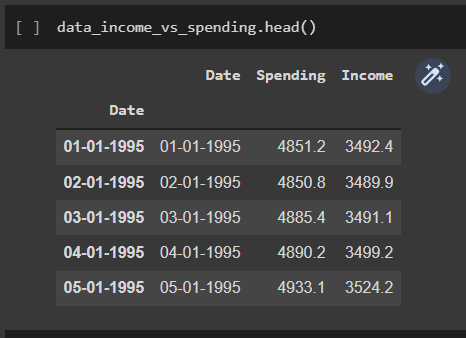 [ ] data_income_vs_spending.head()
Date Spending Income
Date
01-01-1995 01-01-1995 4851.2 3492.4
02-01-1995 02-01-1995 4850.8 3489.9
03-01-1995 03-01-1995 4885.4 3491.1
04-01-1995 04-01-1995 4890.2 3499.2
05-01-1995 05-01-1995 4933.1 3524.2